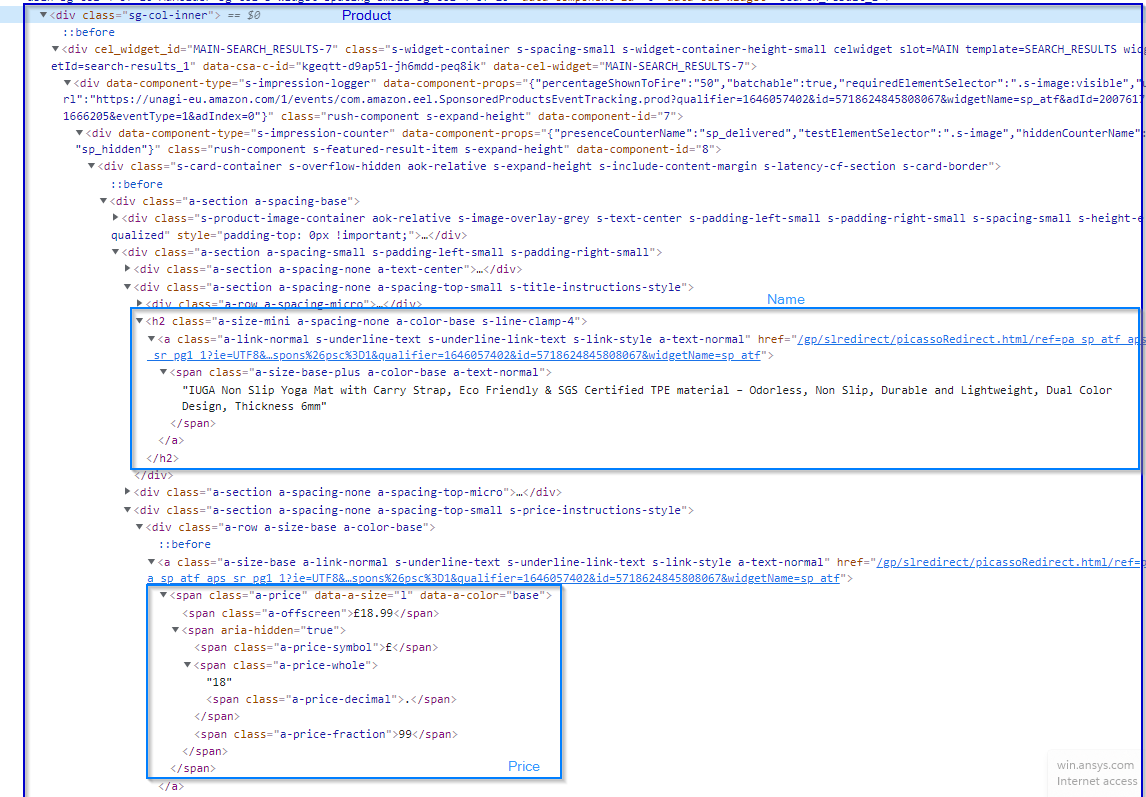 <div class="sg-col-inner"> == $0
Product
::before
<div cel_widget_id="MAIN-SEARCH_RESULTS-7" class="s-widget-container s-spacing-small s-widget-container-height-small celwidget slot=MAIN template=SEARCH_RESULTS
etId=search-results_1" data-csa-c-id="kgeqtt-d9ap51-jh6mdd-peq8ik" data-cel-widget="MAIN-SEARCH_RESULTS-7">
<div data-component-type="s-impression-logger" data-component-props="{"percentageShownToFire":"50","batchable":true,"requiredElementSelector":".s-image:visible","
rl":"https://unagi-eu.amazon.com/1/events/com.amazon.eel.SponsoredProductsEventTracking.prod?qualifier=1646057402&id=5718624845808067&widgetName=sp_atf&adId=2007617
1666205&eventType=1&adIndex=0"}" class="rush-component s-expand-height" data-component-id="7">
<div data-component-type="s-impression-counter" data-component-props="{"presenceCounterName":"sp_delivered","testElementSelector":".s-image","hiddenCounterName":
"sp_hidden"}" class="rush-component s-featured-result-item s-expand-height" data-component-id="8">
<div class="s-card-container s-overflow-hidden aok-relative s-expand-height s-include-content-margin s-latency-cf-section s-card-border">
::before
<div class="a-section a-spacing-base">
<div class="s-product-image-container aok-relative s-image-overlay-grey s-text-center s-padding-left-small s-padding-right-small s-spacing-small s-height-e
qualized" style="padding-top: 0px !important;">…</div>
<div class="a-section a-spacing-small s-padding-left-small s-padding-right-small">
<div class="a-section a-spacing-none a-text-center">…</div>
<div class="a-section a-spacing-none a-spacing-top-small s-title-instructions-style">
<div class="a-row a-spacing-micro">…</div>
Name
<h2 class="a-size-mini a-spacing-none a-color-base s-line-clamp-4">
<a class="a-link-normal s-underline-text s-underline-link-text s-link-style a-text-normal" href="/gp/slredirect/picassoRedirect.html/ref=pa_sp_atf_aps
_sr_pg1_1?ie=UTF8&…spons%26psc%3D1&qualifier=1646057402&id=5718624845808067&widgetName=sp_atf">
<span class="a-size-base-plus a-color-base a-text-normal">
"IUGA Non Slip Yoga Mat with Carry Strap, Eco Friendly & SGS Certified TPE material – Odorless, Non Slip, Durable and Lightweight, Dual Color
Design, Thickness 6mm"
</span>
</a>
</h2>
</div>
<div class="a-section a-spacing-none a-spacing-top-micro">…</div>
<div class="a-section a-spacing-none a-spacing-top-small s-price-instructions-style">
<div class="a-row a-size-base a-color-base">
::before
<a class="a-size-base a-link-normal s-underline-text s-underline-link-text s-link-style a-text-normal" href="/gp/slredirect/picassoRedirect.html/ref=p
a_sp_atf_aps_sr_pg1_1?ie=UTF8&…spons%26psc%3D1&qualifier=1646057402&id=5718624845808067&widgetName=sp_atf">
<span class="a-price" data-a-size="l" data-a-color="base">
<span class="a-offscreen">£18.99</span>
<span aria-hidden="true">
<span class="a-price-symbol">£</span>
<span class="a-price-whole">
"18"
<span class="a-price-decimal">.</span>
</span>
<span class="a-price-fraction">99</span>
</span>
</span>
Price
</a>
win.ansys.com
Internet access